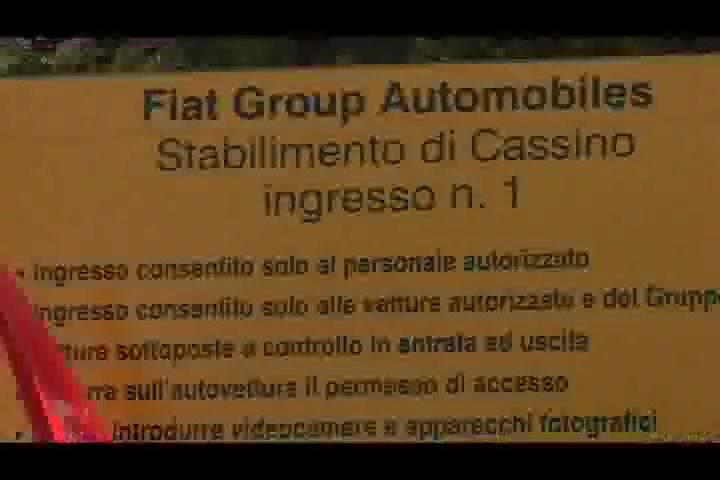 Fiat Group Automobiles
Stabilimento di Cassino
ingresso n. 1
• Ingresso consentito solo al personale autorizzato
Ingresso consentito solo alle vetture autorizzate e del Gruppo
sottoposte a controllo in entrata ed uscita
sull'autovettura il permesso di accesso
• introdurre videocamere e apparecchi fotografici